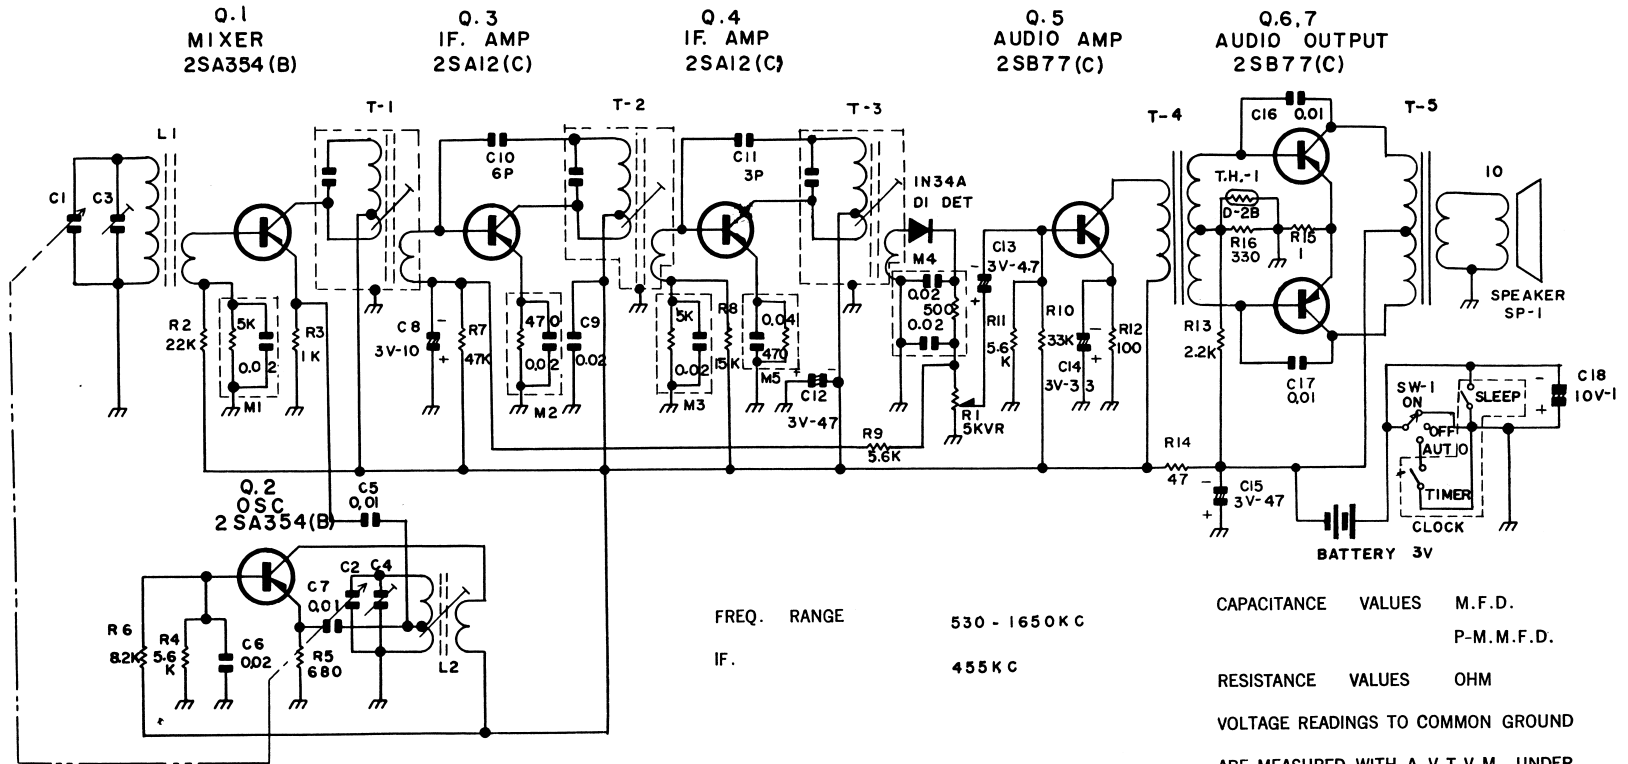 Q.1
MIXER
2SA354(B)
Q.3
IF. AMP
2SA12(C)
Q.4
IF. AMP
2SA12(C)
Q.5
AUDIO AMP
2SB77(C)
Q.6,7
AUDIO OUTPUT
2SB77(C)
L1
T-1
T-2
T-3
T-4
T-5
C1
C3
C10
6P
C11
3P
IN34A
DI DET
C16
0.01
T.H.-1
D-2B
R16
330
R15
1
IO
SPEAKER
SP-1
R2
22K
5K
0.02
M1
R3
1K
C8
3V-10
- +
R7
47K
470
0.02
M2
C9
0.02
5K
0.02
M3
R8
15K
0.04
470
M5
+ -
C12
3V-47
M4
0.02
500
0.02
C13
- 3V-4.7
+
R1
5KVR
R9
5.6K
R11
5.6
K
R10
33K
C14
3V-33
- +
R12
100
R13
2.2K
C17
0.01
R14
47
C15
3V-47
- +
SW-1
ON
OFF
AUTO
SLEEP
TIMER
CLOCK
C18
10V-1
- +
BATTERY 3V
Q.2
OSC
2SA354(B)
C5
0.01
C7
0.01
C2
C4
R6
8.2K
R4
5.6
K
C6
0.02
R5
680
L2
FREQ. RANGE 530 - 1650KC
IF. 455KC
CAPACITANCE VALUES M.F.D.
P-M.M.F.D.
RESISTANCE VALUES OHM
VOLTAGE READINGS TO COMMON GROUND
ARE MEASURED WITH A V.T.V.M. UNDER